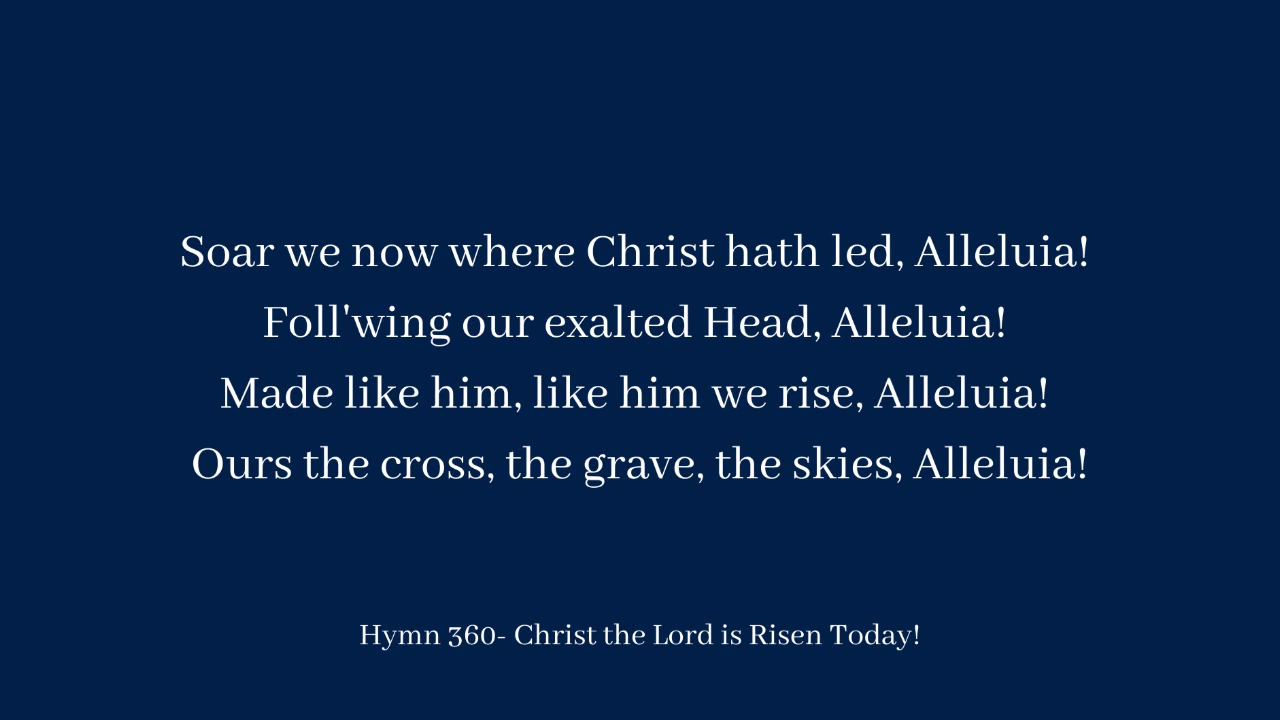 Soar we now where Christ hath led, Alleluia!
Foll'wing our exalted Head, Alleluia!
Made like him, like him we rise, Alleluia!
Ours the cross, the grave, the skies, Alleluia!
Hymn 360- Christ the Lord is Risen Today!